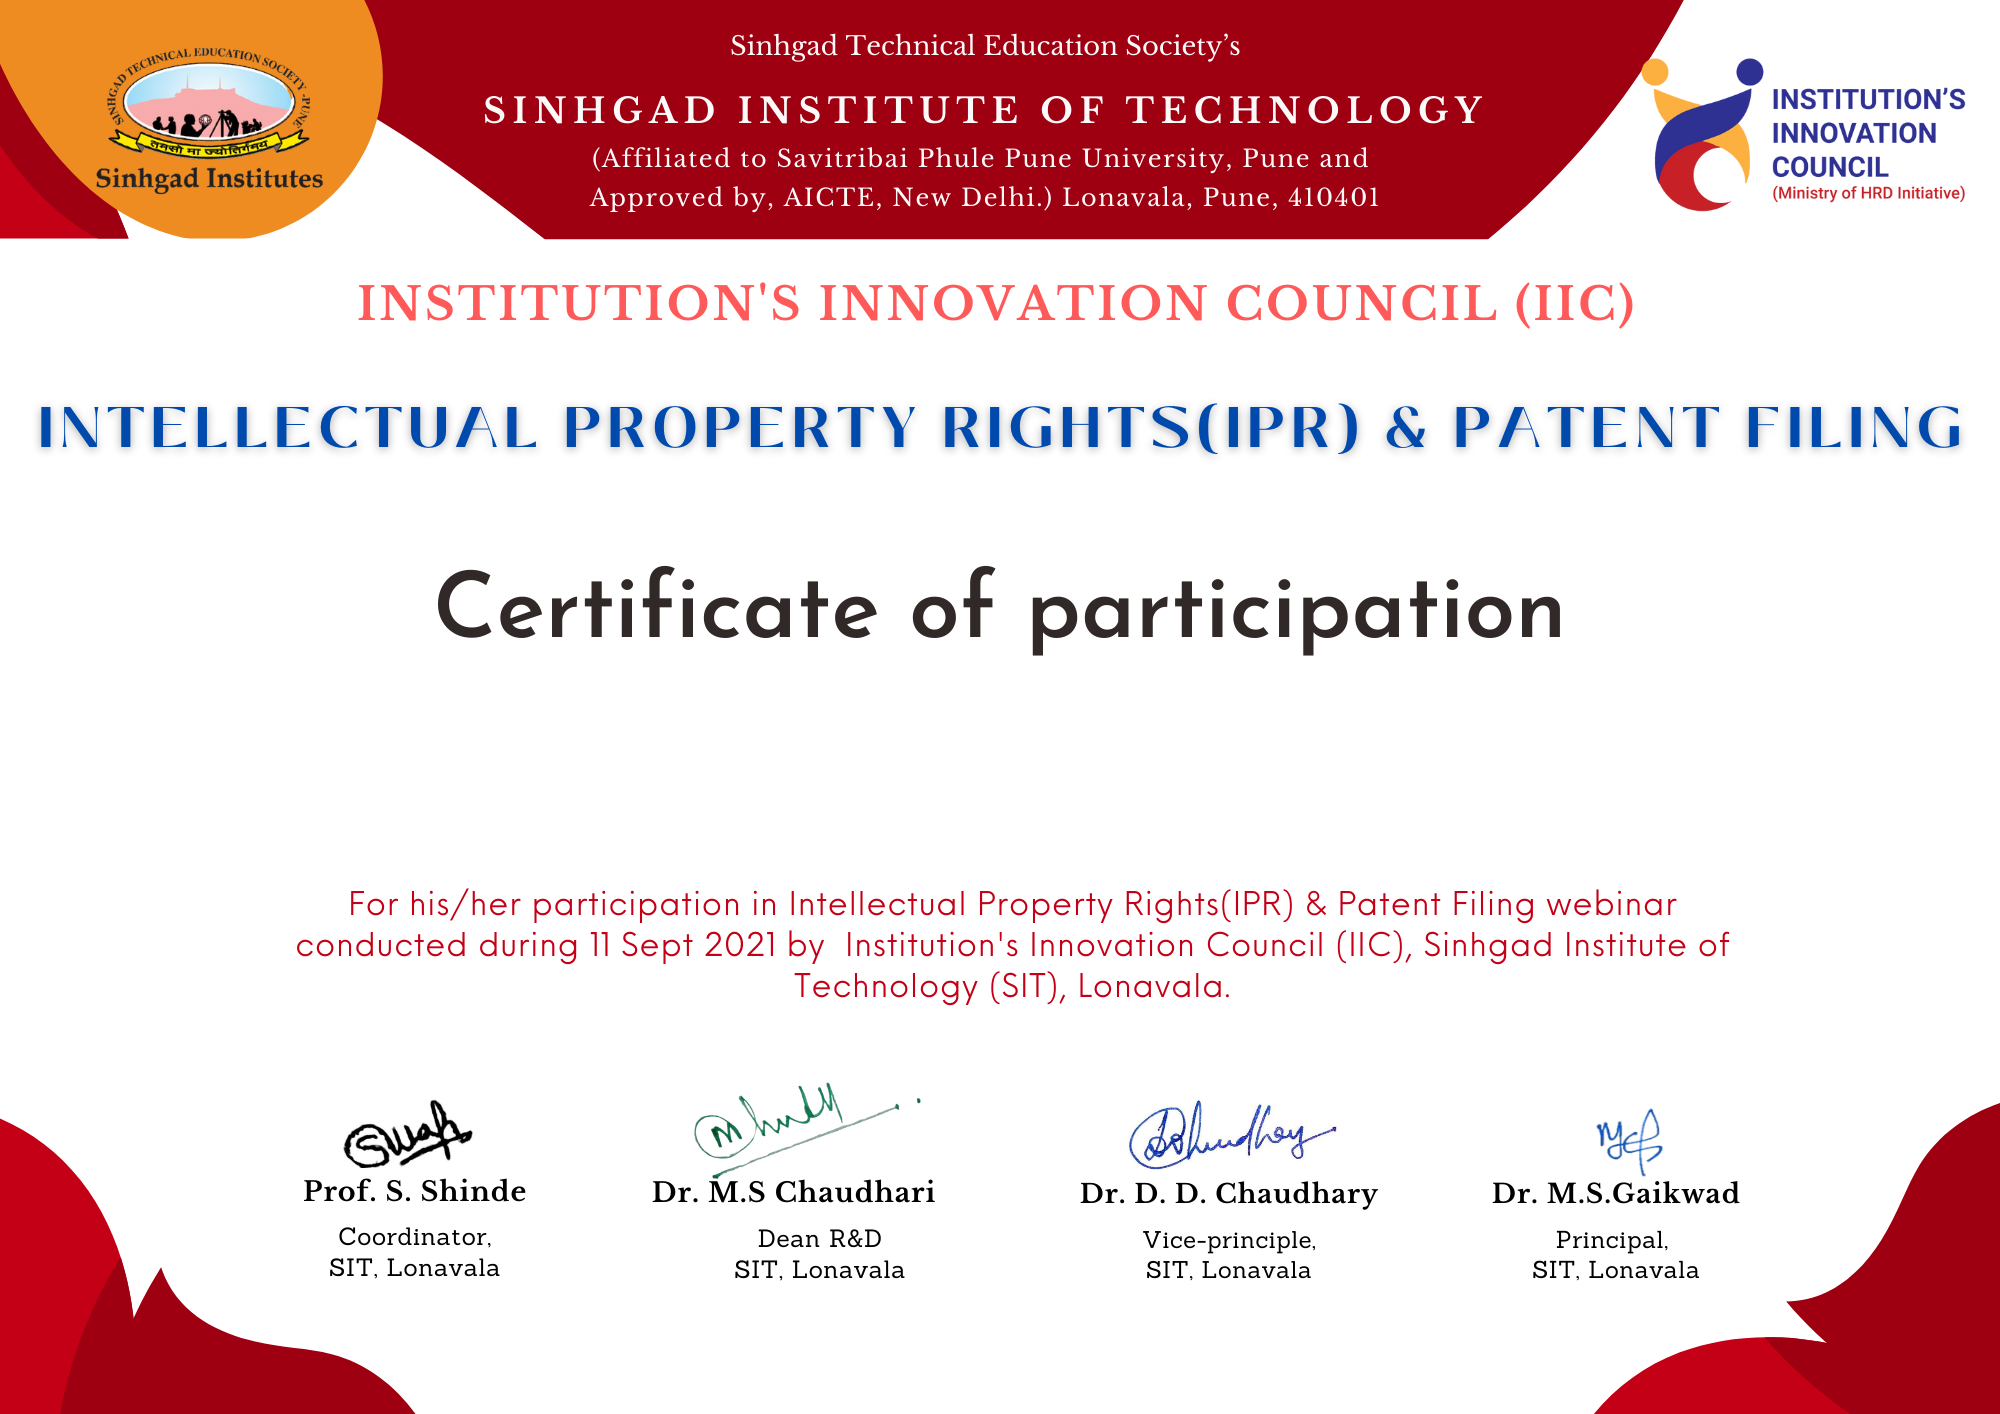 SINHGAD TECHNICAL EDUCATION SOCIETY - PUNE
तमसो मा ज्योतिर्गमय
Sinhgad Institutes
Sinhgad Technical Education Society’s
SINHGAD INSTITUTE OF TECHNOLOGY
(Affiliated to Savitribai Phule Pune University, Pune and
Approved by, AICTE, New Delhi.) Lonavala, Pune, 410401
INSTITUTION’S
INNOVATION
COUNCIL
(Ministry of HRD Initiative)
INSTITUTION'S INNOVATION COUNCIL (IIC)
INTELLECTUAL PROPERTY RIGHTS(IPR) & PATENT FILING
Certificate of participation
For his/her participation in Intellectual Property Rights(IPR) & Patent Filing webinar
conducted during 11 Sept 2021 by Institution's Innovation Council (IIC), Sinhgad Institute of
Technology (SIT), Lonavala.
Prof. S. Shinde
Coordinator,
SIT, Lonavala
Dr. M.S Chaudhari
Dean R&D
SIT, Lonavala
Dr. D. D. Chaudhary
Vice-principle,
SIT, Lonavala
Dr. M.S.Gaikwad
Principal,
SIT, Lonavala